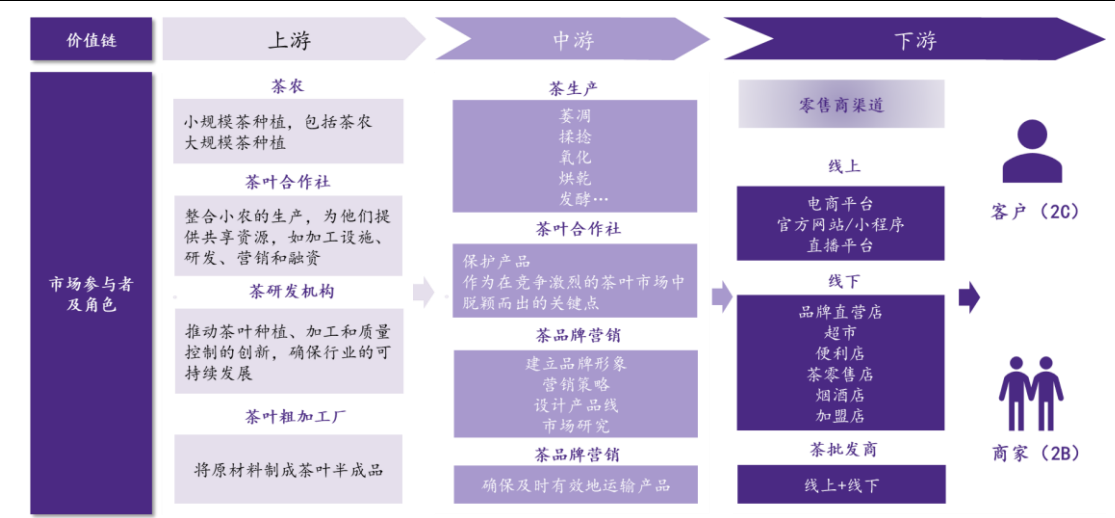 价值链
上游
中游
下游
市场参与者
及角色
茶农
小规模茶种植，包括茶农
大规模茶种植
茶叶合作社
整合小农的生产，为他们提
供共享资源，如加工设施、
研发、营销和融资
茶研发机构
推动茶叶种植、加工和质量
控制的创新，确保行业的可
持续发展
茶叶粗加工厂
将原材料制成茶叶半成品
茶生产
萎凋
揉捻
氧化
烘乾
发酵…
茶叶合作社
保护产品
作为在竞争激烈的茶叶市场中
脱颖而出的关键点
茶品牌营销
建立品牌形象
营销策略
设计产品线
市场研究
茶品牌营销
确保及时有效地运输产品
零售商渠道
线上
电商平台
官方网站/小程序
直播平台
线下
品牌直营店
超市
便利店
茶零售店
烟酒店
加盟店
茶批发商
线上+线下
客户（2C）
商家（2B）